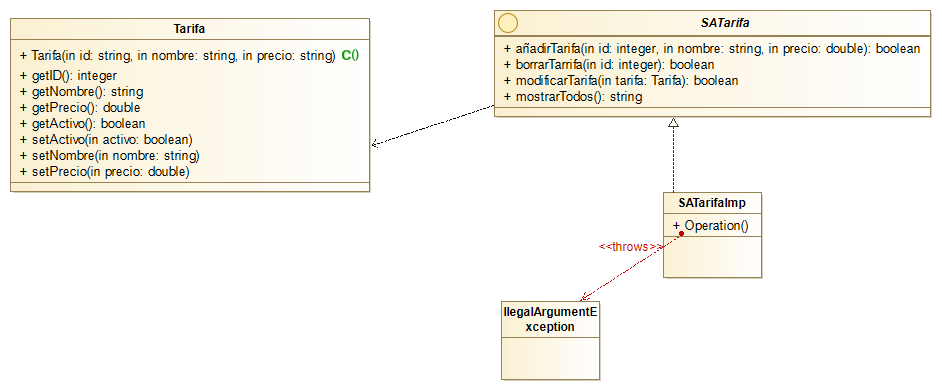 Tarifa
+ Tarifa(in id: string, in nombre: string, in precio: string) C()
+ getID(): integer
+ getNombre(): string
+ getPrecio(): double
+ getActivo(): boolean
+ setActivo(in activo: boolean)
+ setNombre(in nombre: string)
+ setPrecio(in precio: double)
SATarifa
+ añadirTarifa(in id: integer, in nombre: string, in precio: double): boolean
+ borrarTarrifa(in id: integer): boolean
+ modificarTarifa(in tarifa: Tarifa): boolean
+ mostrarTodos(): string
SATarifaImp
+ Operation()
<<throws>>
IlegalArgumentE
xception